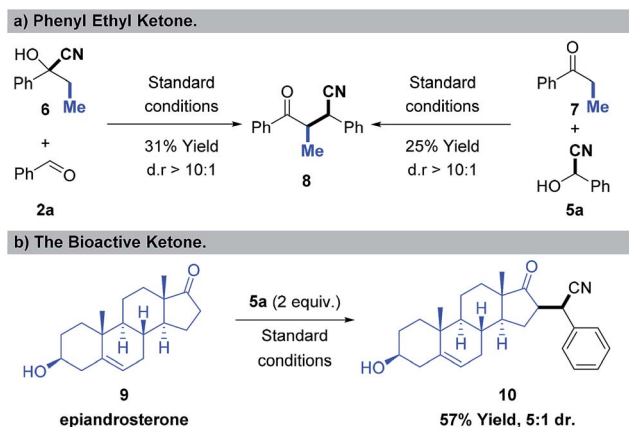 a) Phenyl Ethyl Ketone.
HO CN
Ph
Me
6
+
Ph O
2a
Standard
conditions
31% Yield
d.r > 10:1
O CN
Ph Ph
Me
8
Standard
conditions
25% Yield
d.r > 10:1
O
Ph
Me
7
+
CN
HO Ph
5a
b) The Bioactive Ketone.
O
H
H H
HO
9
epiandrosterone
5a (2 equiv.)
Standard
conditions
O
CN
H
H H
HO
10
57% Yield, 5:1 dr.